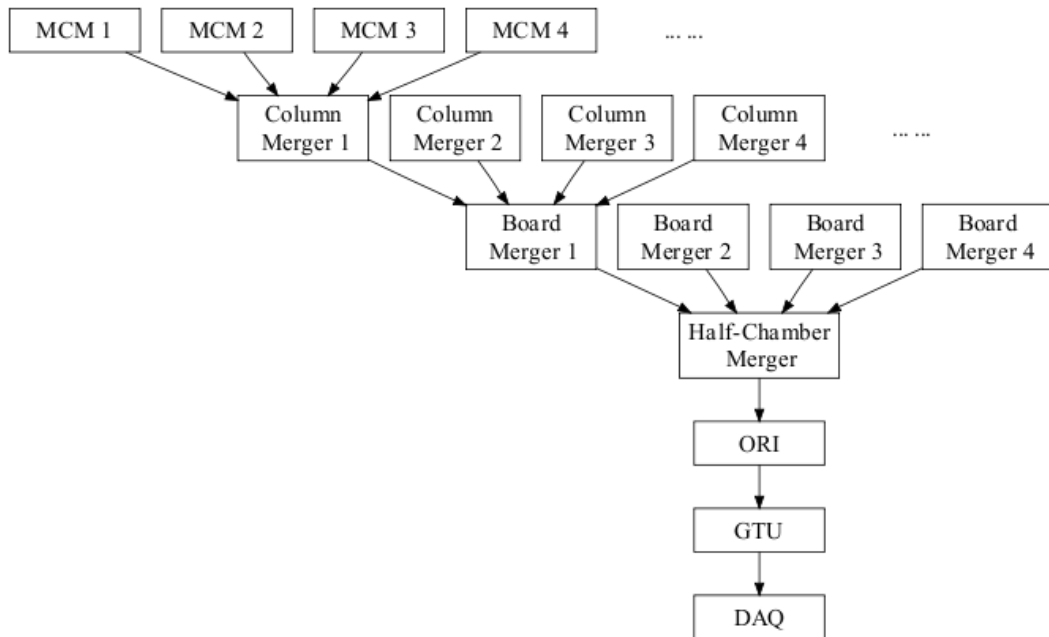 MCM 1
MCM 2
MCM 3
MCM 4
... ...
Column
Merger 1
Column
Merger 2
Column
Merger 3
Column
Merger 4
... ...
Board
Merger 1
Board
Merger 2
Board
Merger 3
Board
Merger 4
Half-Chamber
Merger
ORI
GTU
DAQ